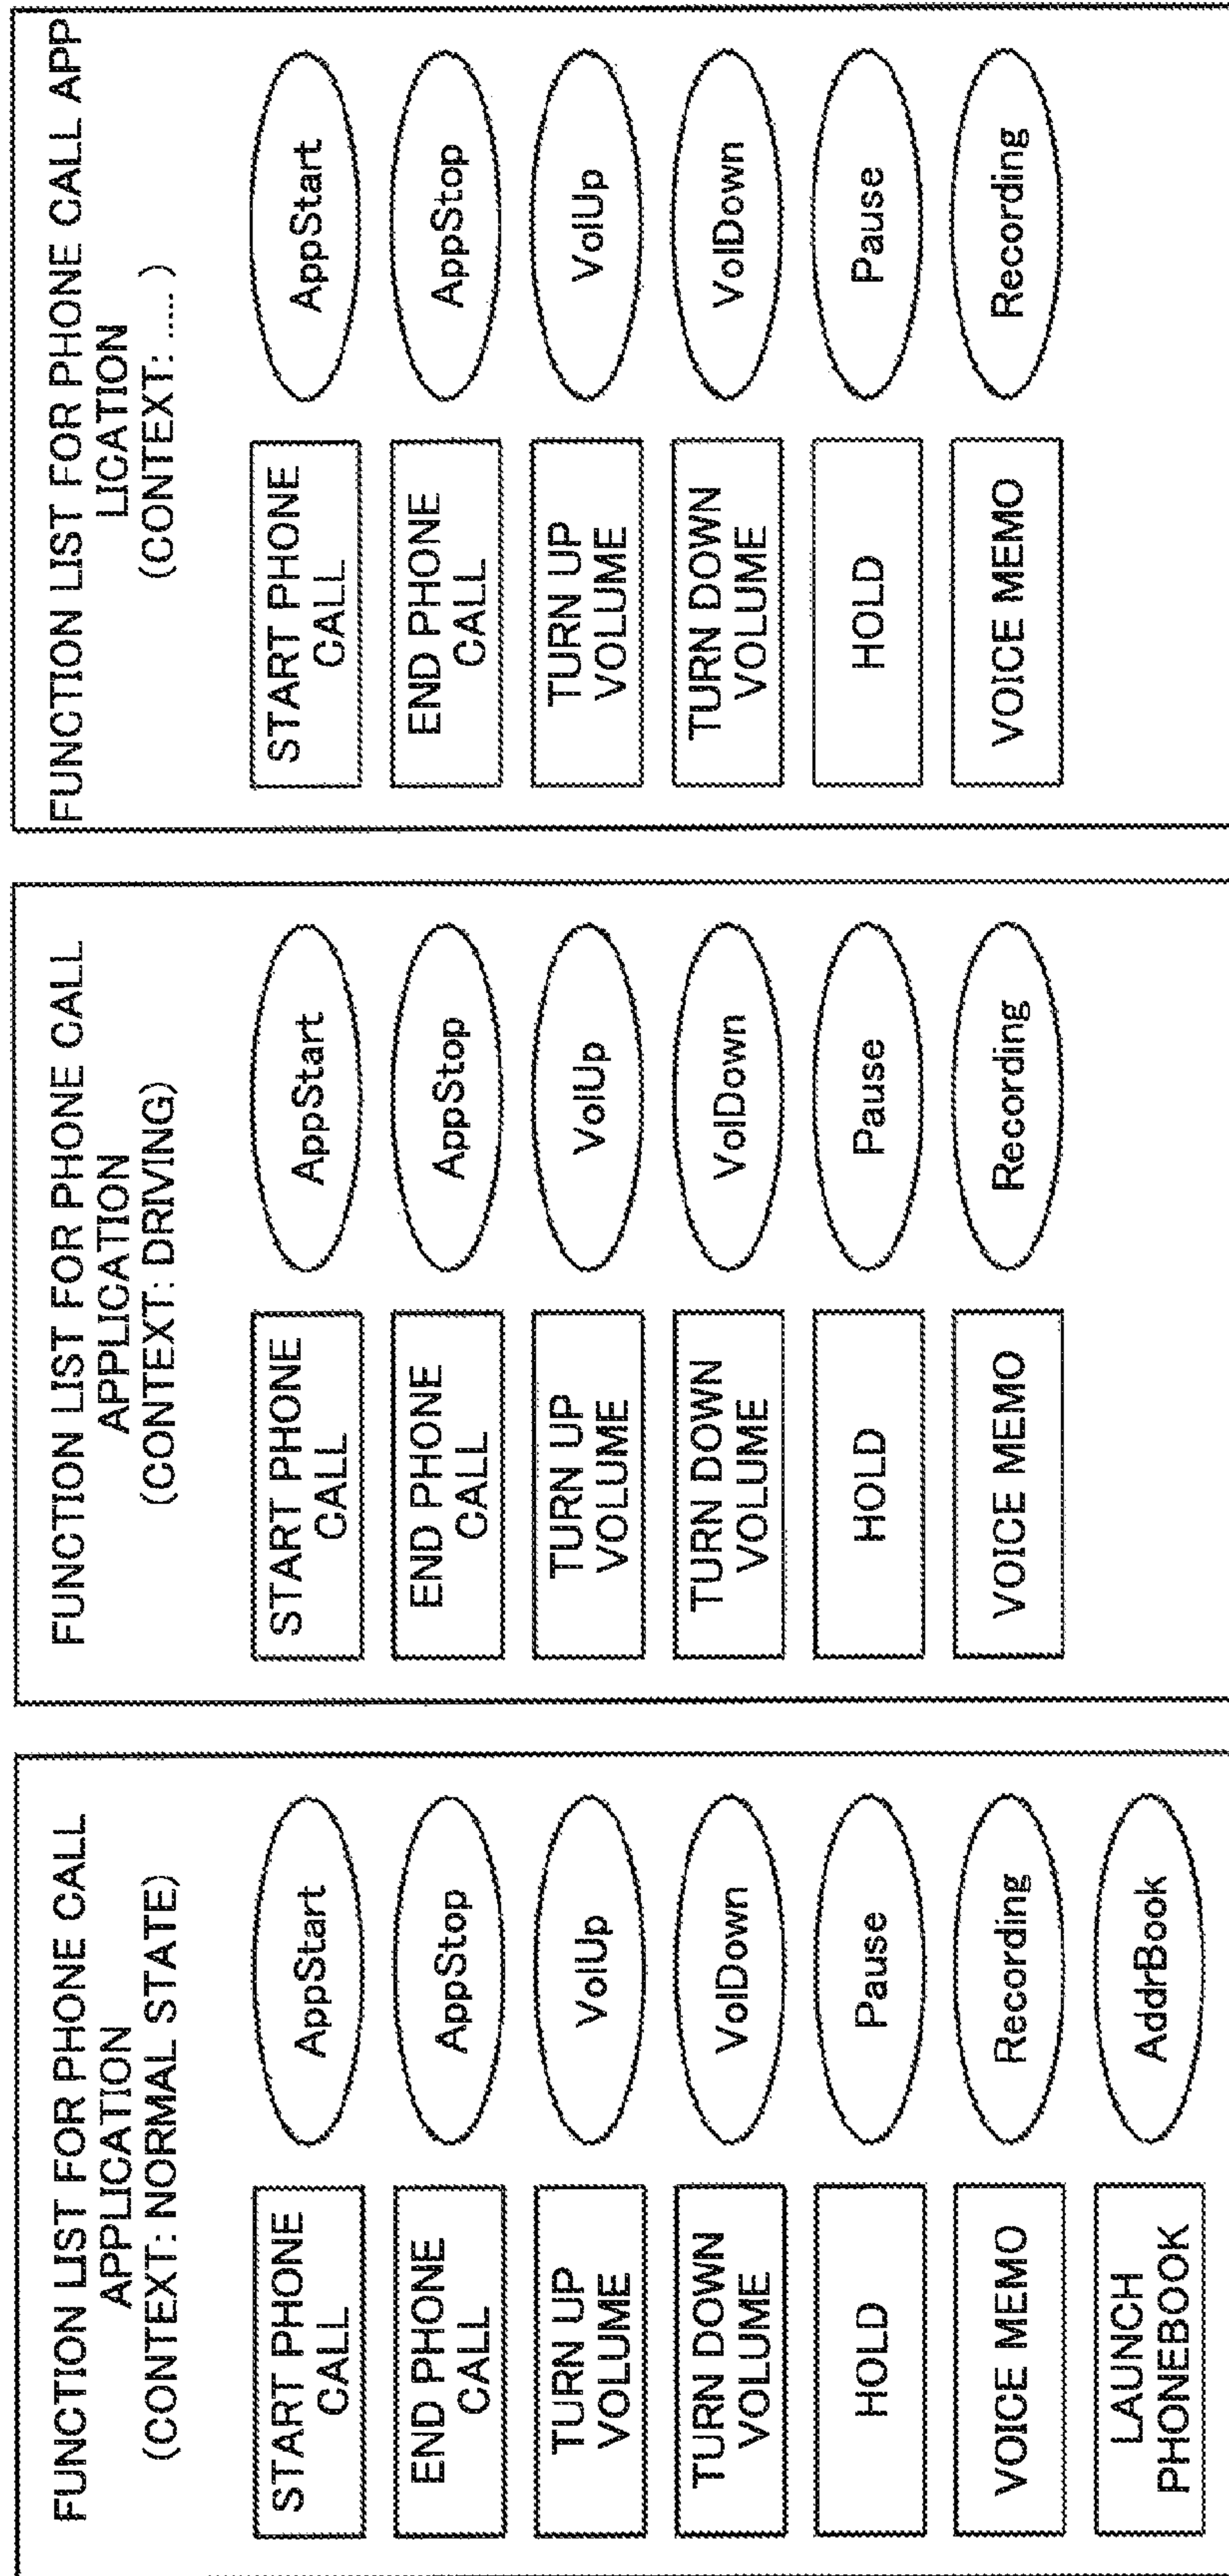 FUNCTION LIST FOR PHONE CALL
APPLICATION
(CONTEXT: NORMAL STATE)
START PHONE
CALL
AppStart
END PHONE
CALL
AppStop
TURN UP
VOLUME
VolUp
TURN DOWN
VOLUME
VolDown
HOLD
Pause
VOICE MEMO
Recording
LAUNCH
PHONEBOOK
AddrBook
FUNCTION LIST FOR PHONE CALL
APPLICATION
(CONTEXT: DRIVING)
START PHONE
CALL
AppStart
END PHONE
CALL
AppStop
TURN UP
VOLUME
VolUp
TURN DOWN
VOLUME
VolDown
HOLD
Pause
VOICE MEMO
Recording
FUNCTION LIST FOR PHONE CALL APP
LICATION
(CONTEXT: ..... )
START PHONE
CALL
AppStart
END PHONE
CALL
AppStop
TURN UP
VOLUME
VolUp
TURN DOWN
VOLUME
VolDown
HOLD
Pause
VOICE MEMO
Recording